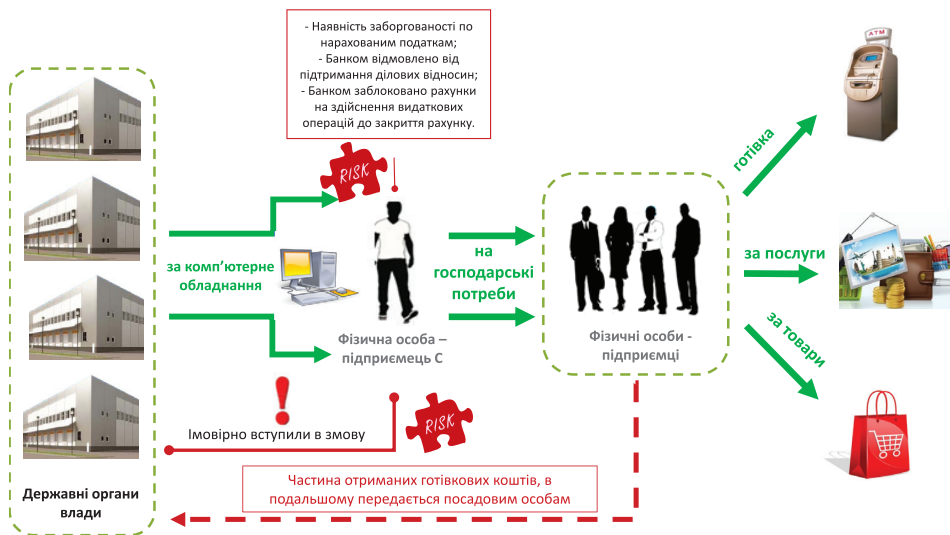 - Наявність заборгованості по
нарахованим податкам;
- Банком відмовлено від
підтримання ділових відносин;
- Банком заблоковано рахунки
на здійснення видаткових
операцій до закриття рахунку.
ATM
RISK
готівка
за комп’ютерне
обладнання
на
господарські
потреби
за послуги
за товари
Фізична особа –
підприємець С
Фізичні особи -
підприємці
Імовірно вступили в змову
RISK
Державні органи
влади
Частина отриманих готівкових коштів, в
подальшому передається посадовим особам